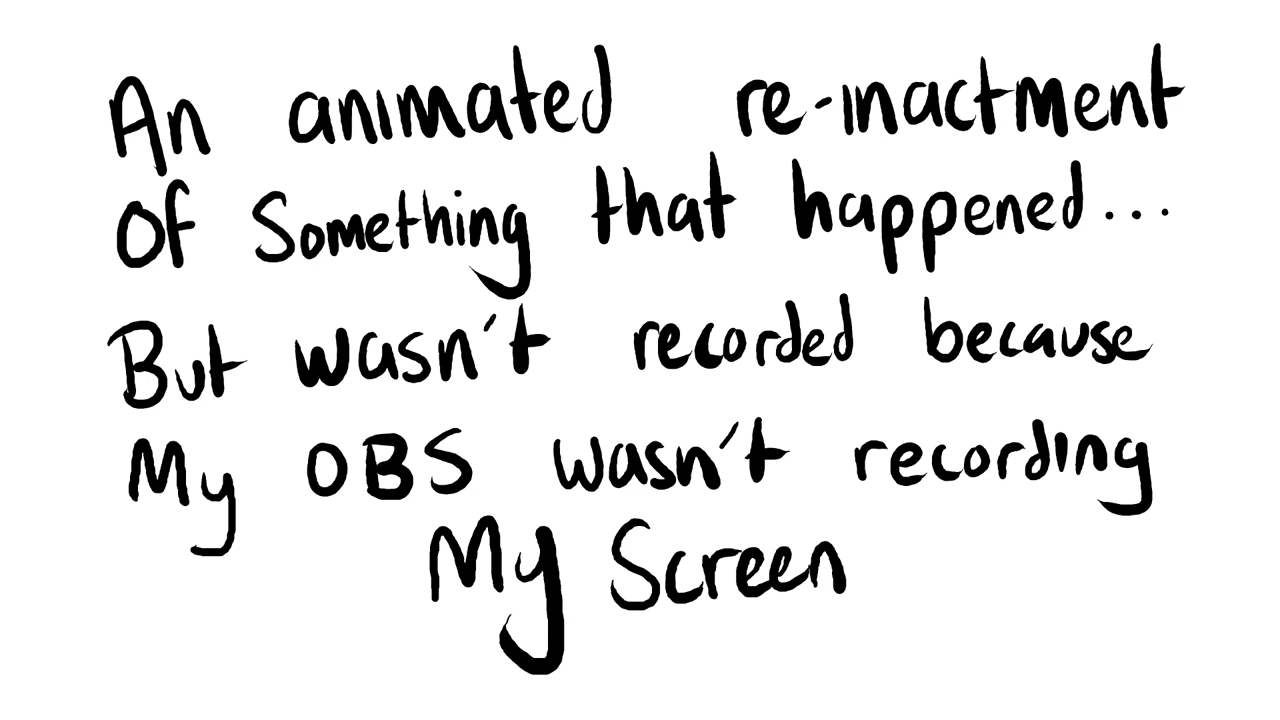 An animated re-inactment
Of Something that happened...
But wasn't recorded because
My OBS wasn't recording
My Screen